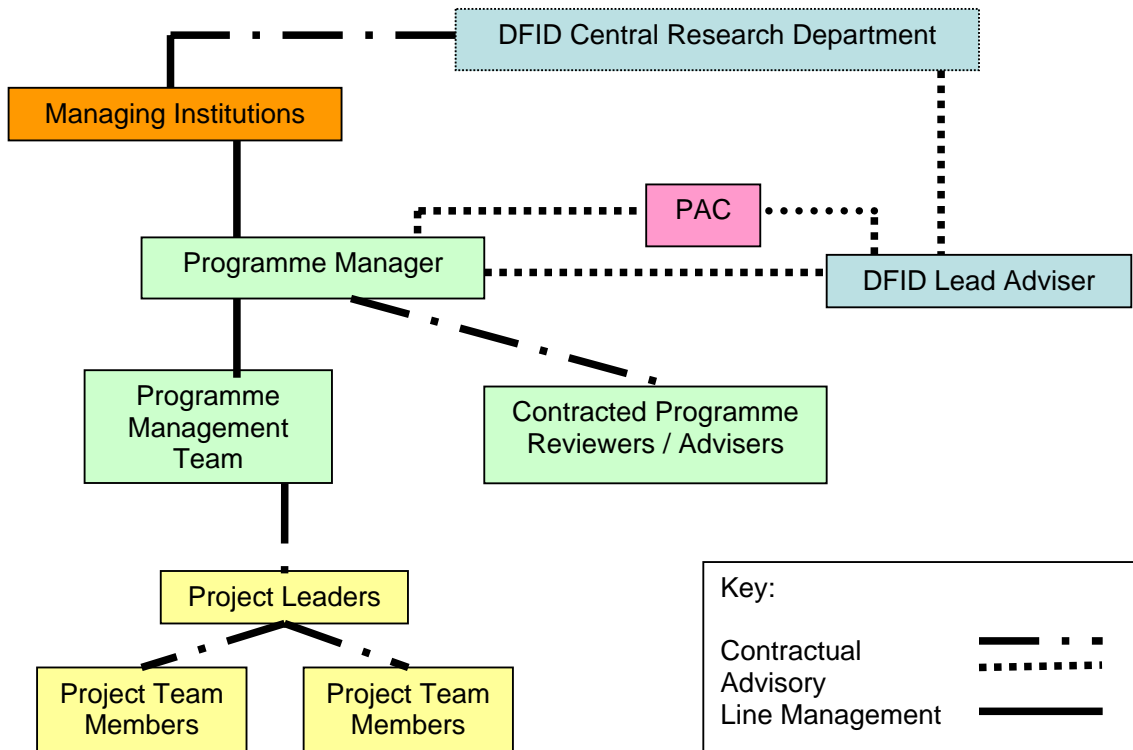 DFID Central Research Department
Managing Institutions
PAC
Programme Manager
DFID Lead Adviser
Programme
Management
Team
Contracted Programme
Reviewers / Advisers
Project Leaders
Project Team
Members
Project Team
Members
Key:
Contractual
Advisory
Line Management